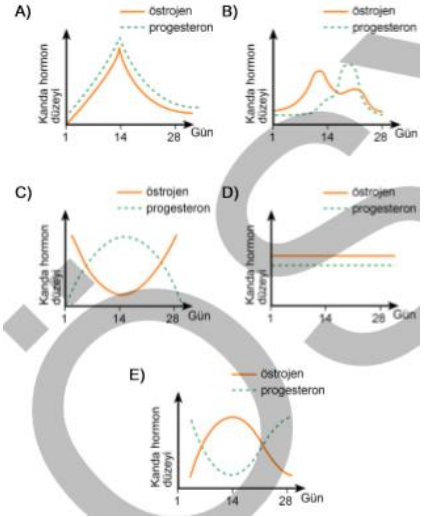 A)
östrojen
progesteron
Kanda hormon
düzeyi
1
14
28
Gün
B)
östrojen
progesteron
Kanda hormon
düzeyi
1
14
28
Gün
C)
östrojen
progesteron
Kanda hormon
düzeyi
1
14
28
Gün
D)
östrojen
progesteron
Kanda hormon
düzeyi
1
14
28
Gün
E)
östrojen
progesteron
Kanda hormon
düzeyi
1
14
28
Gün